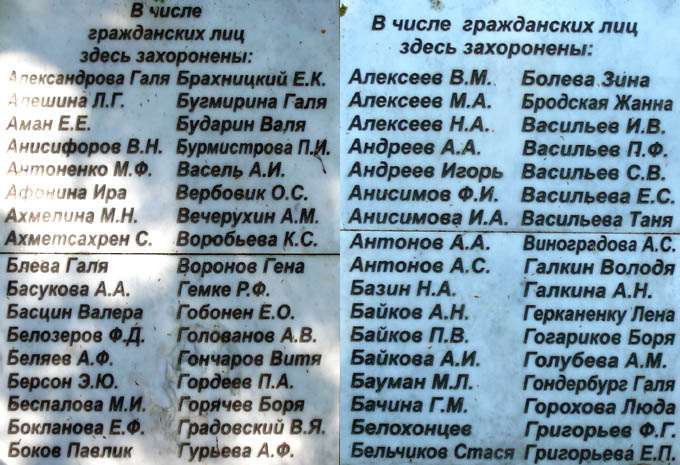 В числе
гражданских лиц
здесь захоронены:
Александрова Галя Брахницкий Е.К.
Алешина Л.Г. Бугмирина Галя
Аман Е.Е. Бударин Валя
Анисифоров В.Н. Бурмистрова П.И.
Антоненко М.Ф. Васель А.И.
Афонина Ира Вербовик О.С.
Ахмелина М.Н. Вечерухин А.М.
Ахметсахрен С. Воробьева К.С.
Блева Галя Воронов Гена
Басукова А.А. Гемке Р.Ф.
Басцин Валера Гобонен Е.О.
Белозеров Ф.Д. Голованов А.В.
Беляев А.Ф. Гончаров Витя
Берсон Э.Ю. Гордеев П.А.
Беспалова М.И. Горячев Боря
Бокланова Е.Ф. Градовский В.Я.
Боков Павлик Гурьева А.Ф.
В числе гражданских лиц
здесь захоронены:
Алексеев В.М. Болева Зина
Алексеев М.А. Бродская Жанна
Алексеев Н.А. Васильев И.В.
Андреев А.А. Васильев П.Ф.
Андреев Игорь Васильев С.В.
Анисимов Ф.И. Васильева Е.С.
Анисимова И.А. Васильева Таня
Антонов А.А. Виноградова А.С.
Антонов А.С. Галкин Володя
Базин Н.А. Галкина А.Н.
Байков А.Н. Герканенку Лена
Байков П.В. Гогариков Боря
Байкова А.И. Голубева А.М.
Бауман М.Л. Гондербург Галя
Бачина Г.М. Горохова Люда
Белохонцев Григорьев Ф.Г.
Бельчиков Стася Григорьева Е.П.